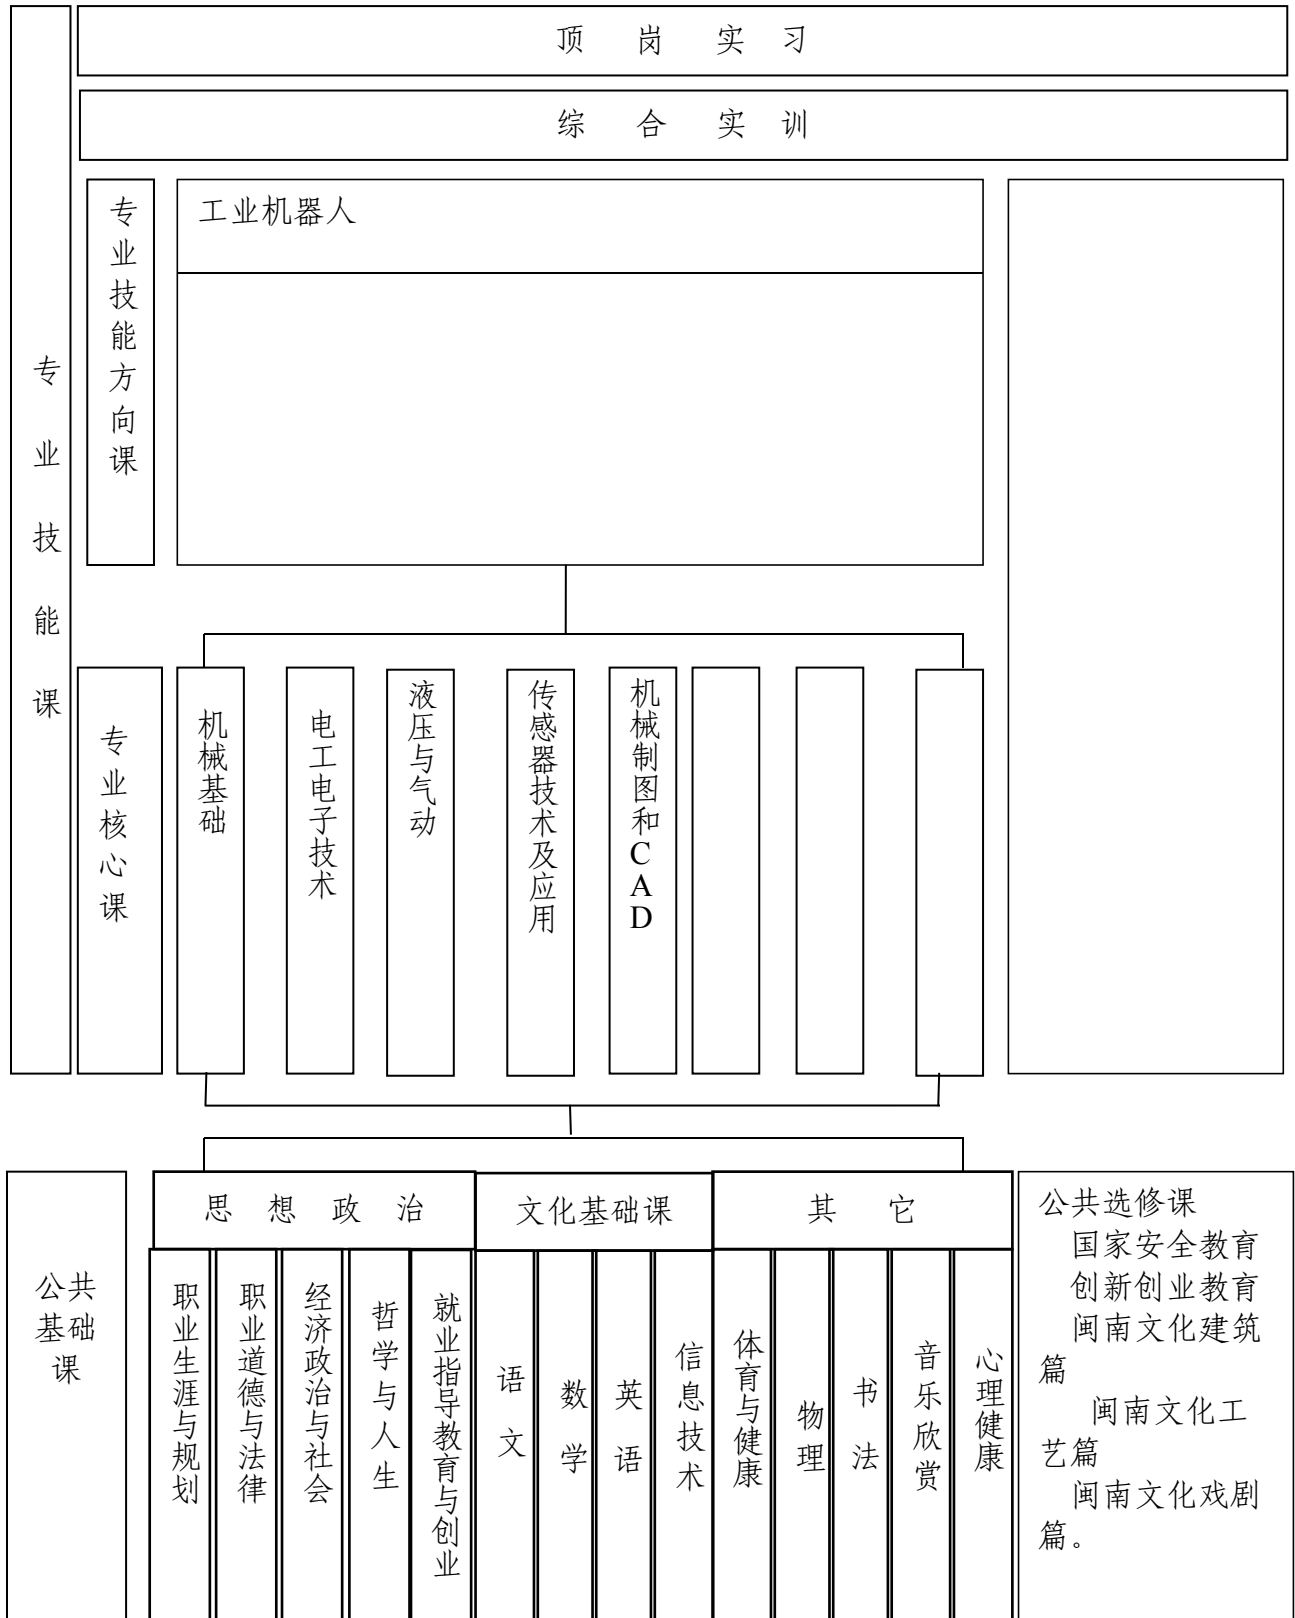 顶岗实习
综合实训
专业技能课
专业技能方向课
工业机器人
专业核心课
机械基础
电工电子技术
液压与气动
传感器技术及应用
机械制图和CAD
公共
基础
课
思想政治
文化基础课
其它
职业生涯与规划
职业道德与法律
经济政治与社会
哲学与人生
就业指导教育与创业
语文
数学
英语
信息技术
体育与健康
物理
书法
音乐欣赏
心理健康
公共选修课
国家安全教育
创新创业教育
闽南文化建筑
篇
闽南文化工
艺篇
闽南文化戏剧
篇。